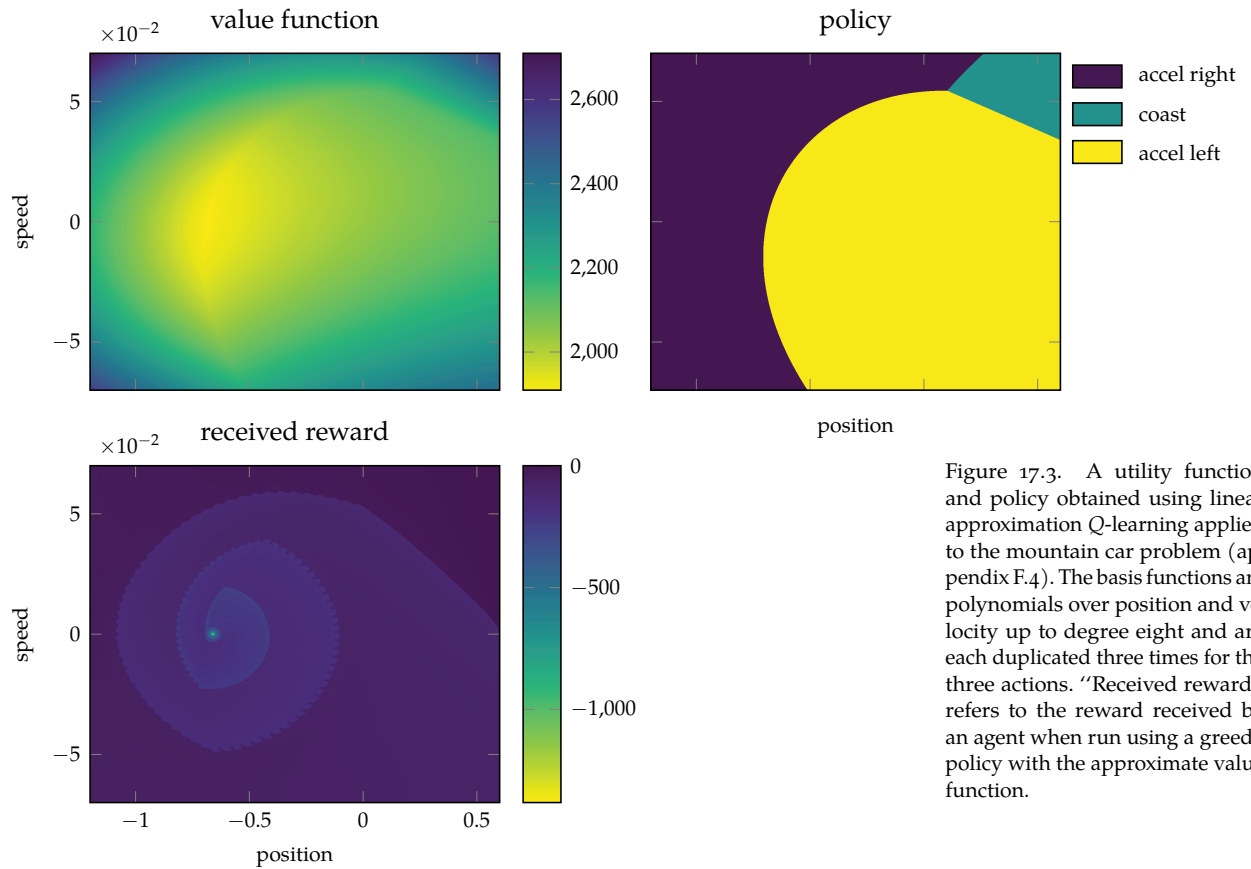 value function
×10−2
5
0
−5
speed
2,600
2,400
2,200
2,000
policy
accel right
coast
accel left
position
received reward
×10−2
5
0
−5
speed
−1
−0.5
0
0.5
position
0
−500
−1,000
Figure 17.3. A utility function
and policy obtained using linea
approximation Q-learning applie
to the mountain car problem (ap
pendix F.4). The basis functions ar
polynomials over position and ve
locity up to degree eight and ar
each duplicated three times for th
three actions. ‘‘Received reward
refers to the reward received b
an agent when run using a greed
policy with the approximate valu
function.